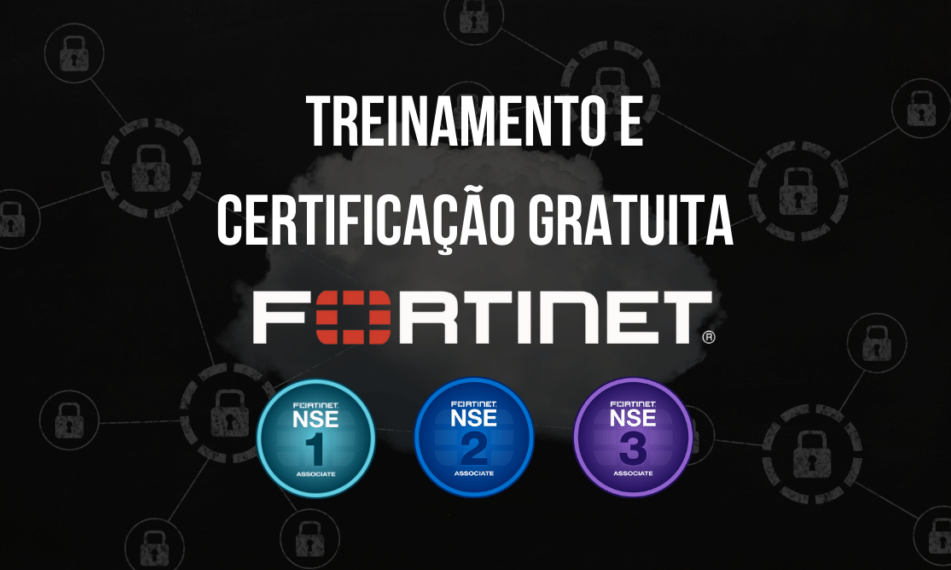 TREINAMENTO E
CERTIFICAÇÃO GRATUITA
FORTINET®
FORTINET
NSE
1
ASSOCIATE
FORTINET
NSE
2
ASSOCIATE
FORTINET
NSE
3
ASSOCIATE